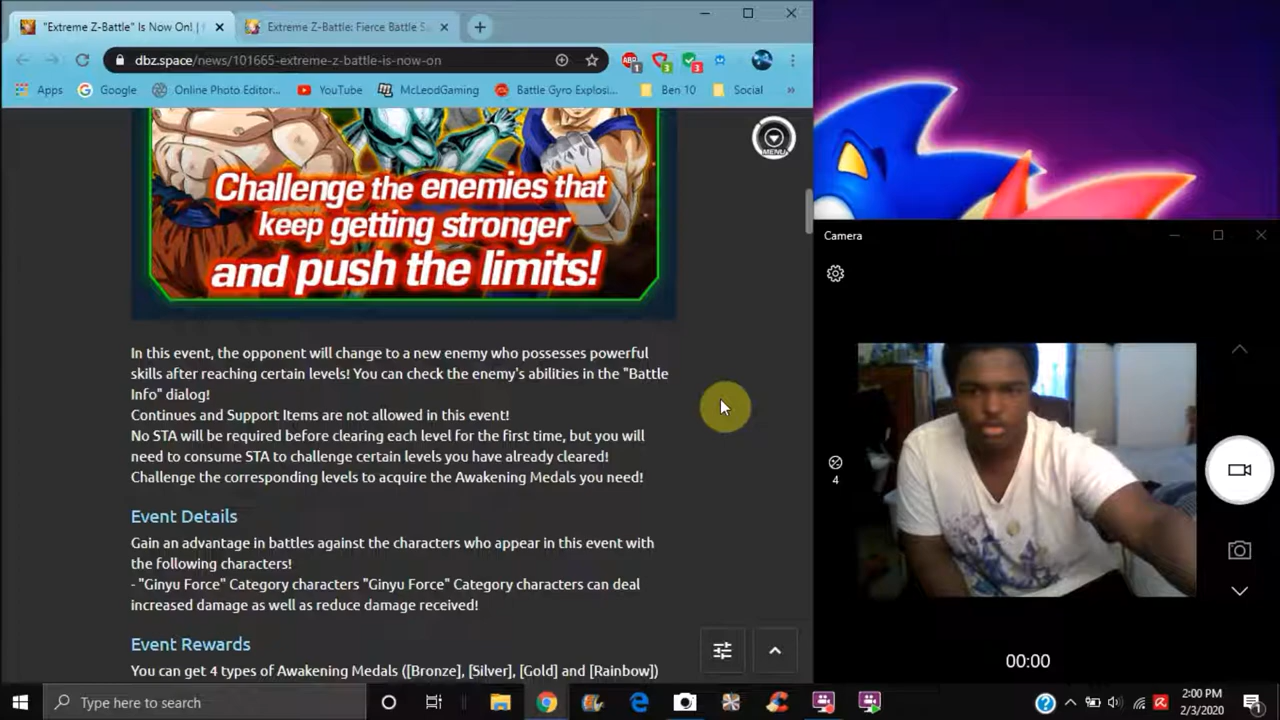 "Extreme Z-Battle" Is Now On! |
Extreme Z-Battle: Fierce Battle S
dbz.space/news/101665-extreme-z-battle-is-now-on
1
3
3
Apps
Google
Online Photo Editor...
YouTube
McLeodGaming
Battle Gyro Explosi...
Ben 10
Social
»
MENU
Challenge the enemies that
keep getting stronger
and push the limits!
In this event, the opponent will change to a new enemy who possesses powerful
skills after reaching certain levels! You can check the enemy's abilities in the "Battle
Info" dialog!
Continues and Support Items are not allowed in this event!
No STA will be required before clearing each level for the first time, but you will
need to consume STA to challenge certain levels you have already cleared!
Challenge the corresponding levels to acquire the Awakening Medals you need!
Event Details
Gain an advantage in battles against the characters who appear in this event with
the following characters!
- "Ginyu Force" Category characters "Ginyu Force" Category characters can deal
increased damage as well as reduce damage received!
Event Rewards
You can get 4 types of Awakening Medals ([Bronze], [Silver], [Gold] and [Rainbow])
Camera
4
00:00
Type here to search
2:00 PM
2/3/2020
1